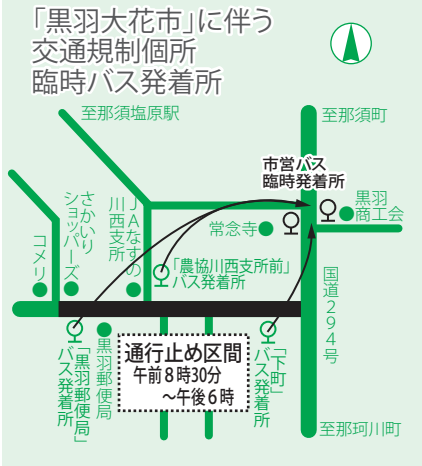 「黒羽大花市」に伴う
交通規制個所
臨時バス発着所
至那須塩原駅
至那須町
市営バス
臨時発着所
黒羽
商工会
常念寺
さかいり
ショッパーズ
コメリ
JAなすの
川西支所
「農協川西支所前」
バス発着所
国道294号
「黒羽郵便局」
バス発着所
黒羽郵便局
通行止め区間
午前8時30分
～午後6時
「下町」
バス発着所
至那珂川町